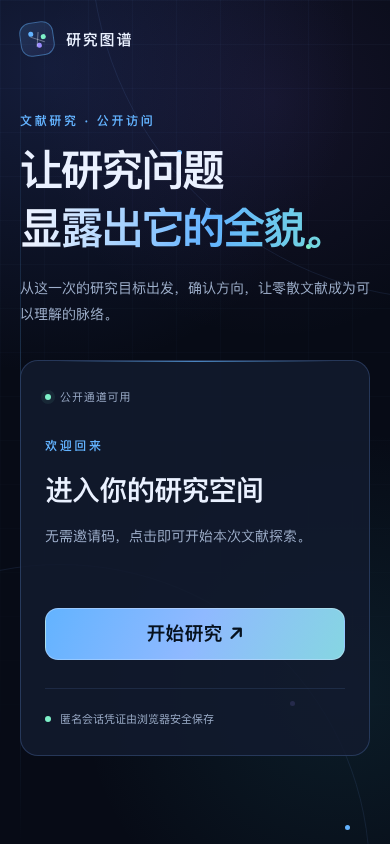 研究图谱
文献研究 · 公开访问
让研究问题
显露出它的全貌。
从这一次的研究目标出发，确认方向，让零散文献成为可
以理解的脉络。
公开通道可用
欢迎回来
进入你的研究空间
无需邀请码，点击即可开始本次文献探索。
开始研究 ↗
匿名会话凭证由浏览器安全保存